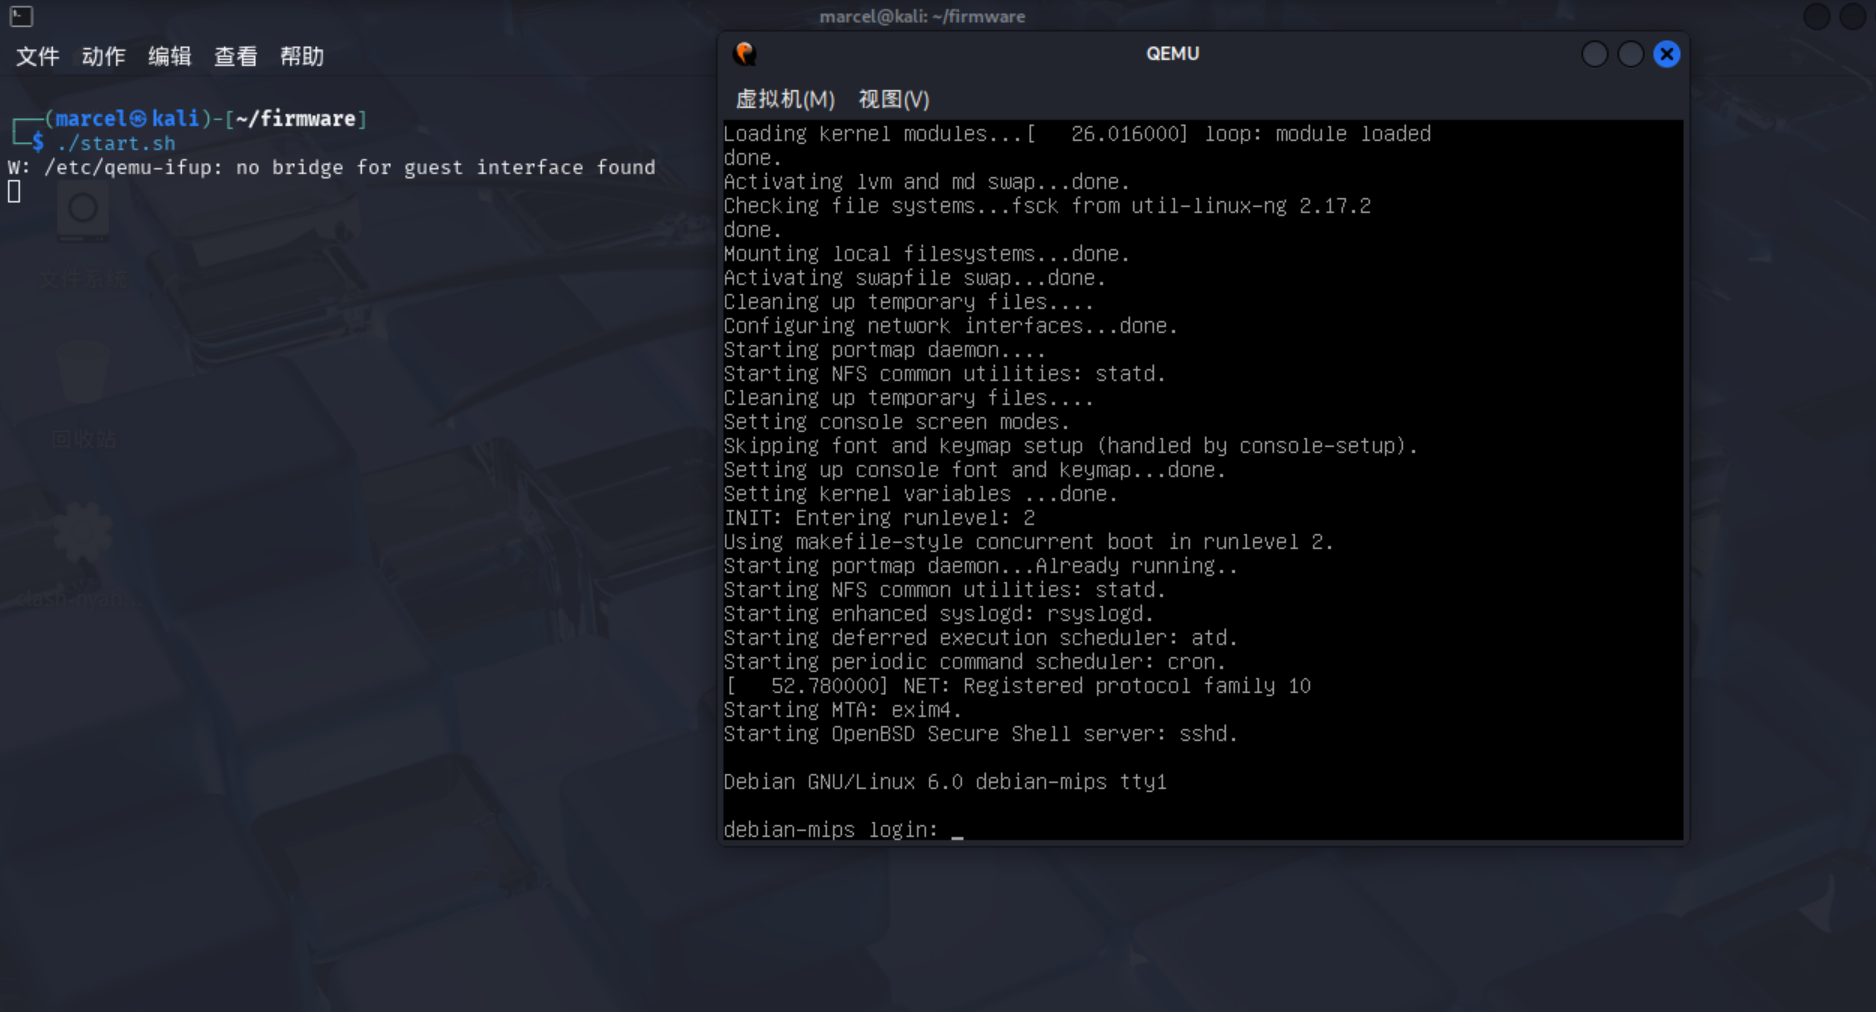 marcel@kali: ~/firmware
文件 动作 编辑 查看 帮助
┌──(marcel㉿kali)-[~/firmware]
└─$ ./start.sh
W: /etc/qemu-ifup: no bridge for guest interface found
文件系统
回收站
QEMU
虚拟机(M) 视图(V)
Loading kernel modules...[   26.016000] loop: module loaded
done.
Activating lvm and md swap...done.
Checking file systems...fsck from util-linux-ng 2.17.2
done.
Mounting local filesystems...done.
Activating swapfile swap...done.
Cleaning up temporary files....
Configuring network interfaces...done.
Starting portmap daemon....
Starting NFS common utilities: statd.
Cleaning up temporary files....
Setting console screen modes.
Skipping font and keymap setup (handled by console-setup).
Setting up console font and keymap...done.
Setting kernel variables ...done.
INIT: Entering runlevel: 2
Using makefile-style concurrent boot in runlevel 2.
Starting portmap daemon...Already running..
Starting NFS common utilities: statd.
Starting enhanced syslogd: rsyslogd.
Starting deferred execution scheduler: atd.
Starting periodic command scheduler: cron.
[   52.780000] NET: Registered protocol family 10
Starting MTA: exim4.
Starting OpenBSD Secure Shell server: sshd.
Debian GNU/Linux 6.0 debian-mips tty1
debian-mips login: _